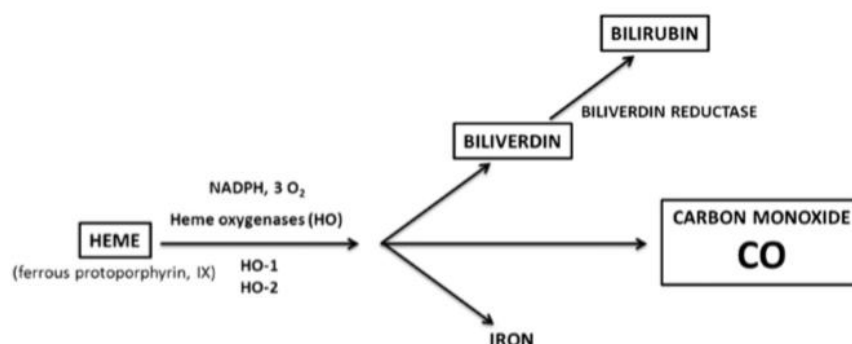 BILIRUBIN
BILIVERDIN REDUCTASE
BILIVERDIN
NADPH, 3 O₂
Heme oxygenases (HO)
HEME
(ferrous protoporphyrin, IX)
HO-1
HO-2
CARBON MONOXIDE
CO
IRON